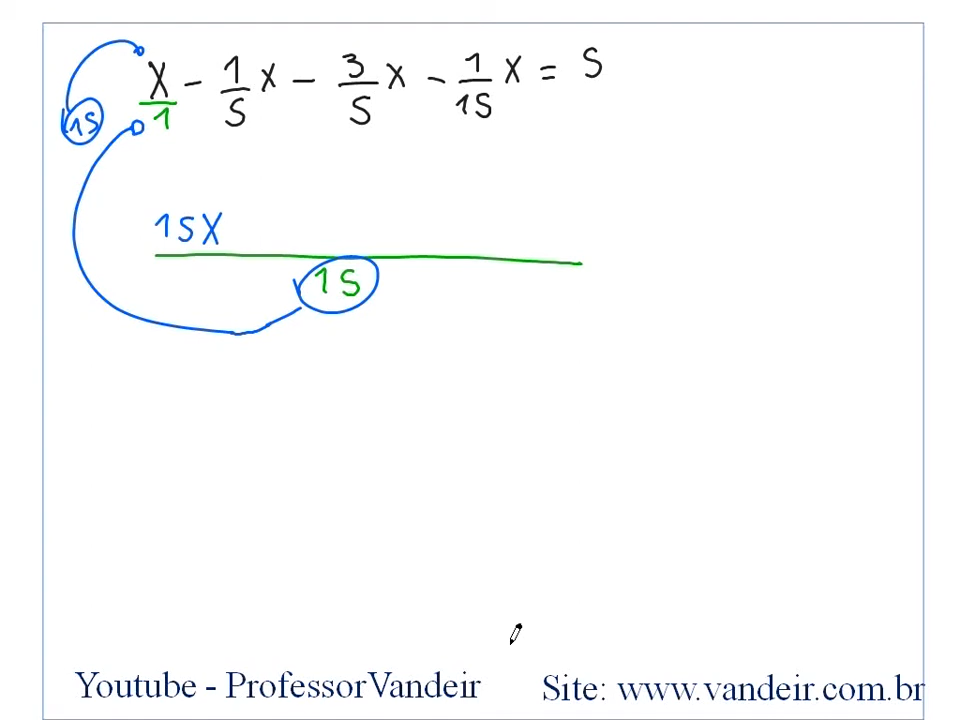 X/1 - 1/5 X - 3/5 X - 1/15 X = 5
15
15X
15
Youtube - ProfessorVandeir
Site: www.vandeir.com.br